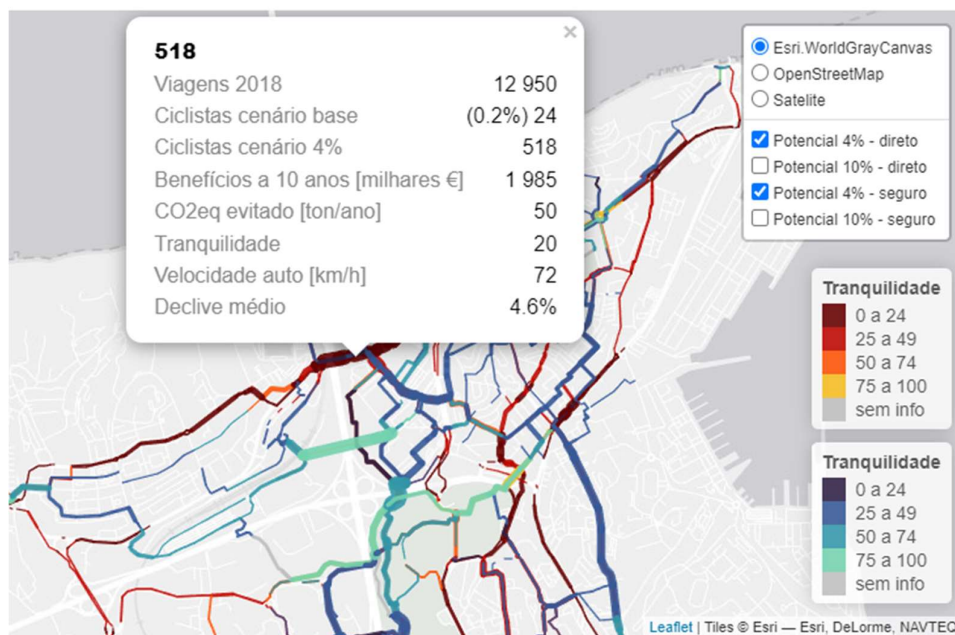 ×
518
Viagens 2018 12 950
Ciclistas cenário base (0.2%) 24
Ciclistas cenário 4% 518
Benefícios a 10 anos [milhares €] 1 985
CO2eq evitado [ton/ano] 50
Tranquilidade 20
Velocidade auto [km/h] 72
Declive médio 4.6%
Esri.WorldGrayCanvas
OpenStreetMap
Satelite
Potencial 4% - direto
Potencial 10% - direto
Potencial 4% - seguro
Potencial 10% - seguro
Tranquilidade
0 a 24
25 a 49
50 a 74
75 a 100
sem info
Tranquilidade
0 a 24
25 a 49
50 a 74
75 a 100
sem info
Leaflet | Tiles © Esri — Esri, DeLorme, NAVTEQ